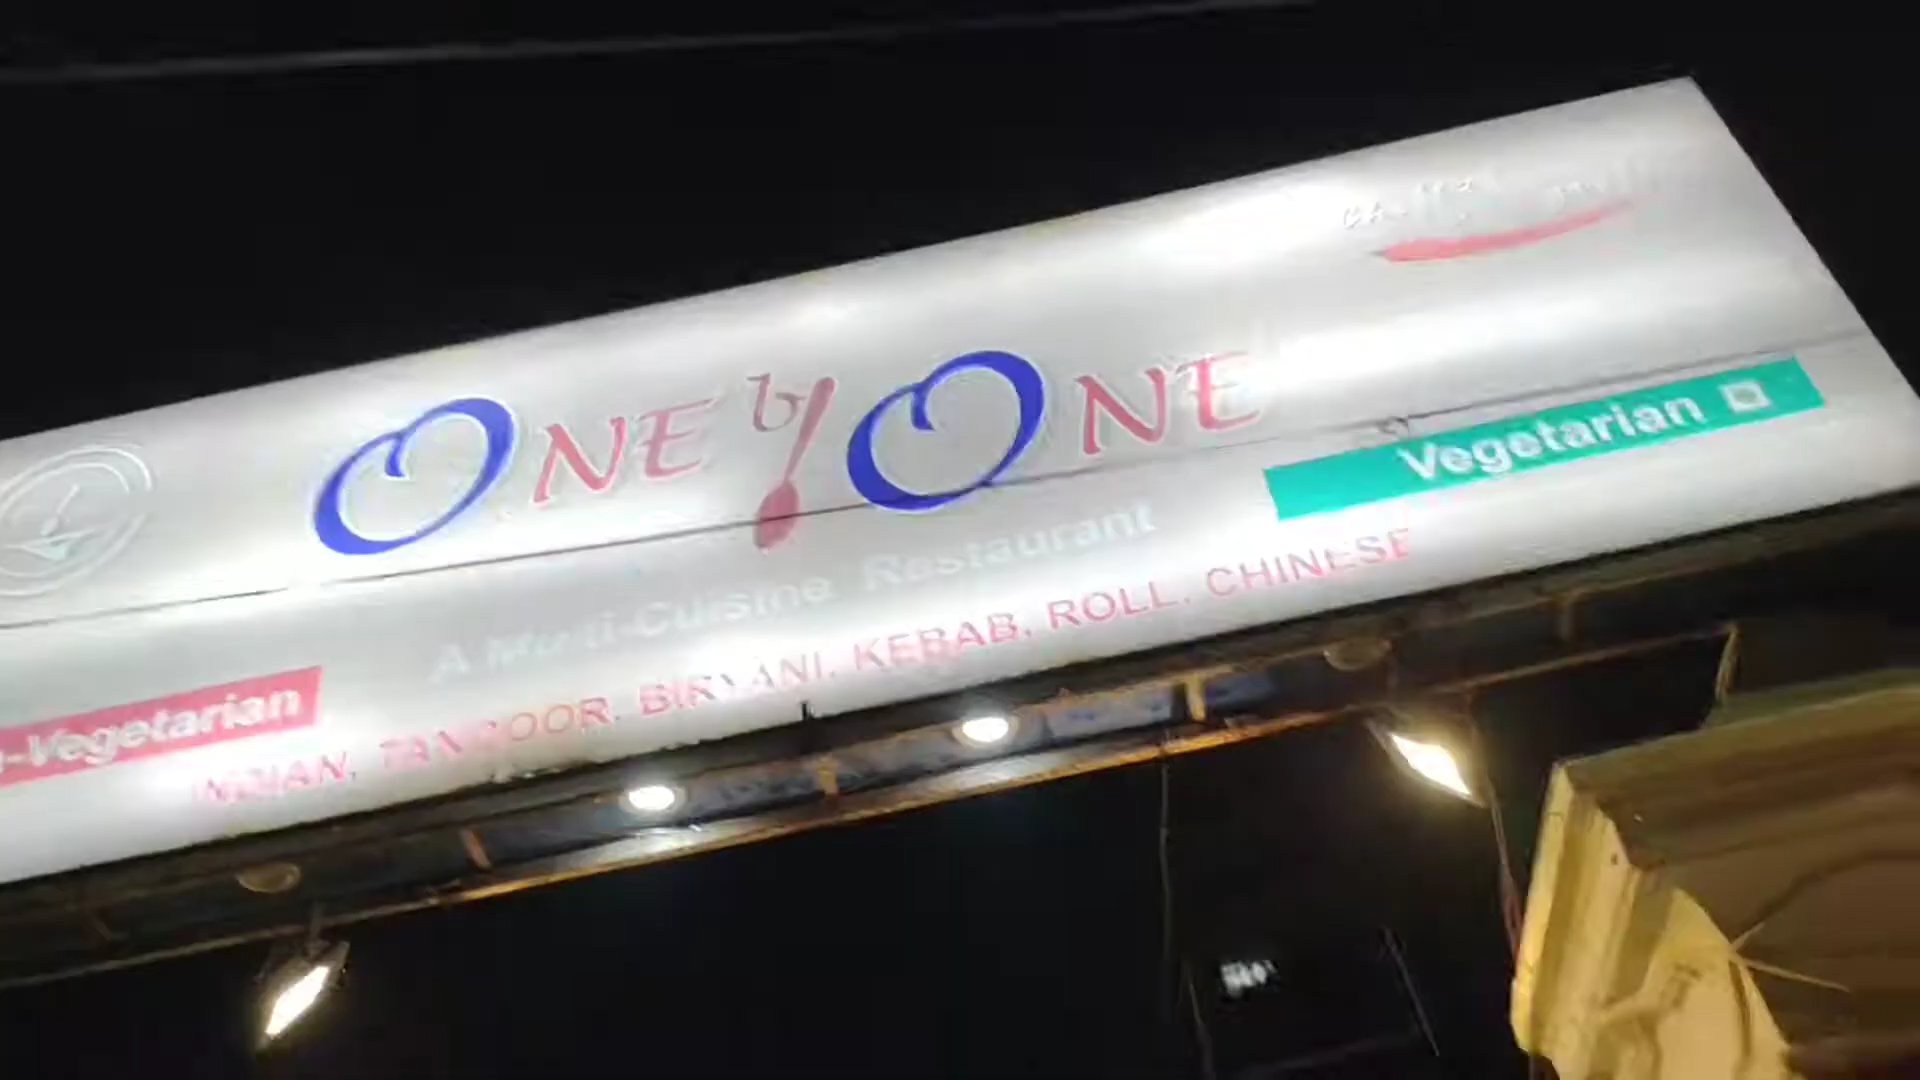 ONE by ONE
Vegetarian
A Multi-Cuisine Restaurant
-Vegetarian
INDIAN, TANDOOR, BIRYANI, KEBAB, ROLL, CHINESE